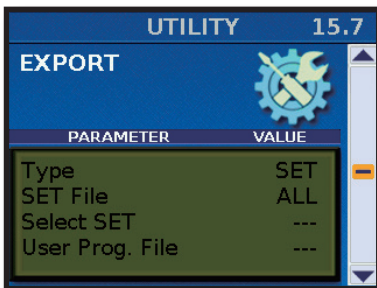 UTILITY 15.7
EXPORT
PARAMETER VALUE
Type SET
SET File ALL
Select SET ---
User Prog. File ---